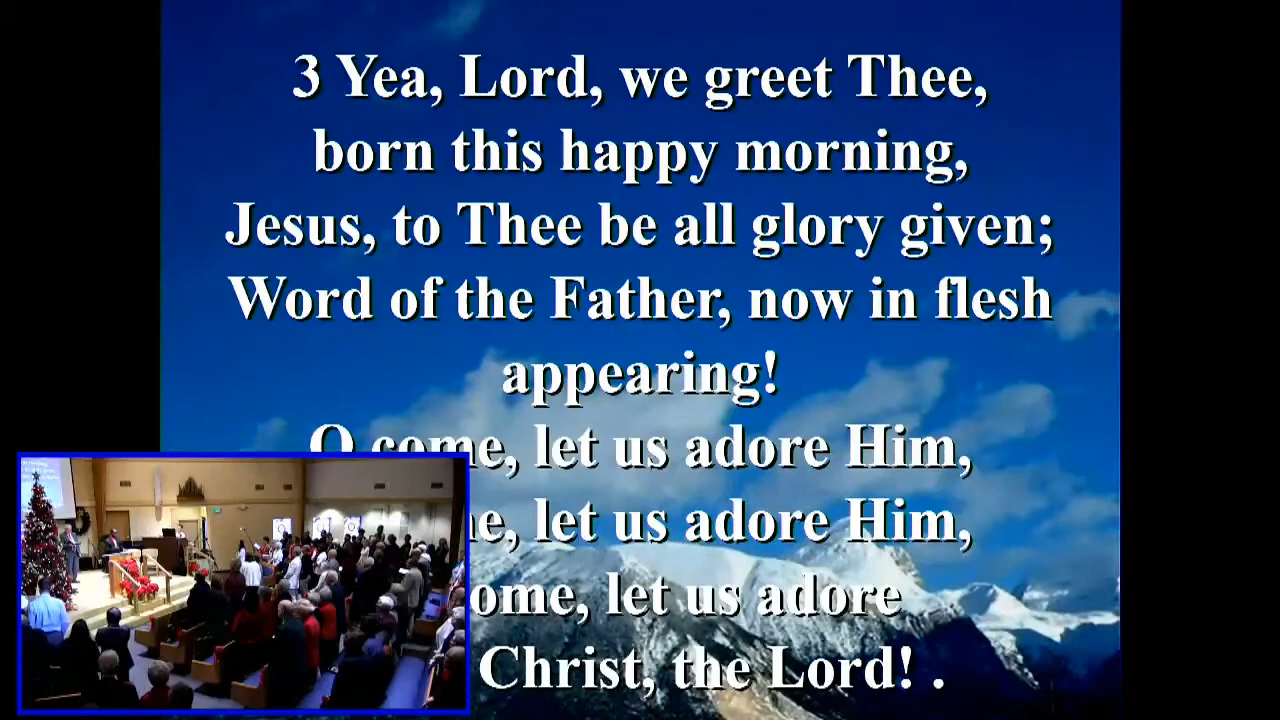 3 Yea, Lord, we greet Thee,
born this happy morning,
Jesus, to Thee be all glory given;
Word of the Father, now in flesh
appearing!
O come, let us adore Him,
let us adore Him,
let us adore
Christ, the Lord! .